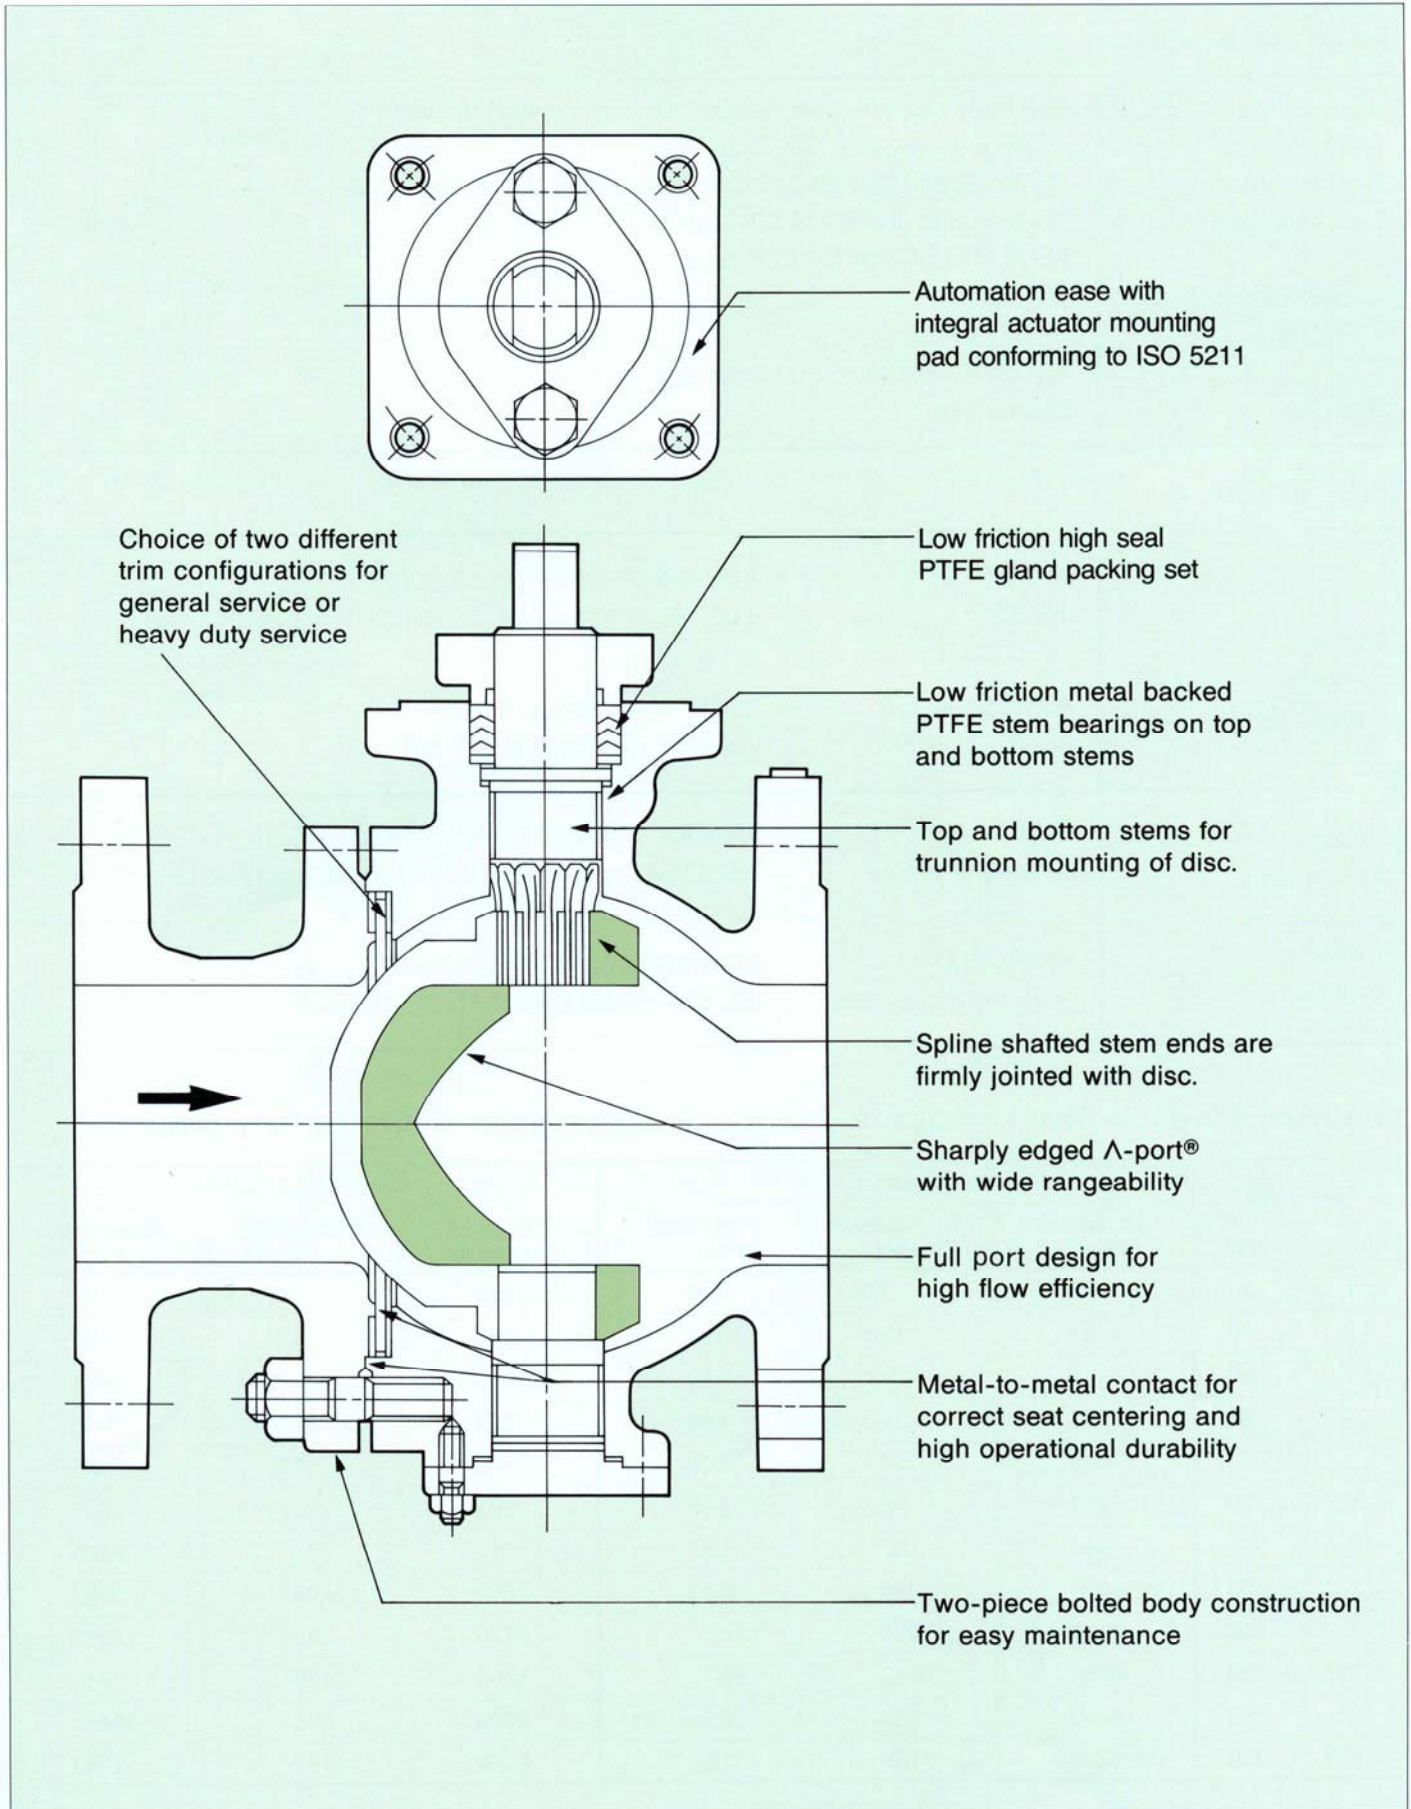 Automation ease with
integral actuator mounting
pad conforming to ISO 5211
Choice of two different
trim configurations for
general service or
heavy duty service
Low friction high seal
PTFE gland packing set
Low friction metal backed
PTFE stem bearings on top
and bottom stems
Top and bottom stems for
trunnion mounting of disc.
Spline shafted stem ends are
firmly jointed with disc.
Sharply edged Λ-port®
with wide rangeability
Full port design for
high flow efficiency
Metal-to-metal contact for
correct seat centering and
high operational durability
Two-piece bolted body construction
for easy maintenance